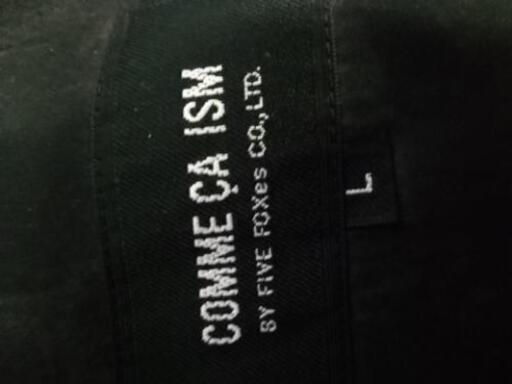 COMME ÇA ISM
BY FIVE FOXes CO.,LTD.
L